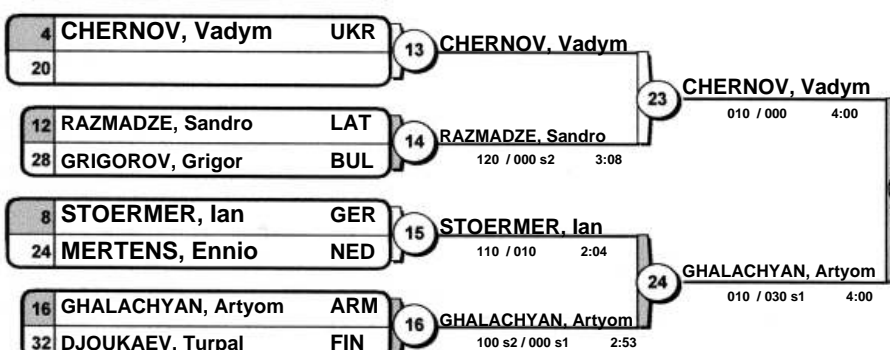 4 CHERNOV, Vadym UKR
20
13
CHERNOV, Vadym
12 RAZMADZE, Sandro LAT
28 GRIGOROV, Grigor BUL
14
RAZMADZE, Sandro
120 / 000 s2 3:08
23
CHERNOV, Vadym
010 / 000 4:00
8 STOERMER, Ian GER
24 MERTENS, Ennio NED
15
STOERMER, Ian
110 / 010 2:04
16 GHALACHYAN, Artyom ARM
32 DJOUKAEV, Turpal FIN
16
GHALACHYAN, Artyom
100 s2 / 000 s1 2:53
24
GHALACHYAN, Artyom
010 / 030 s1 4:00